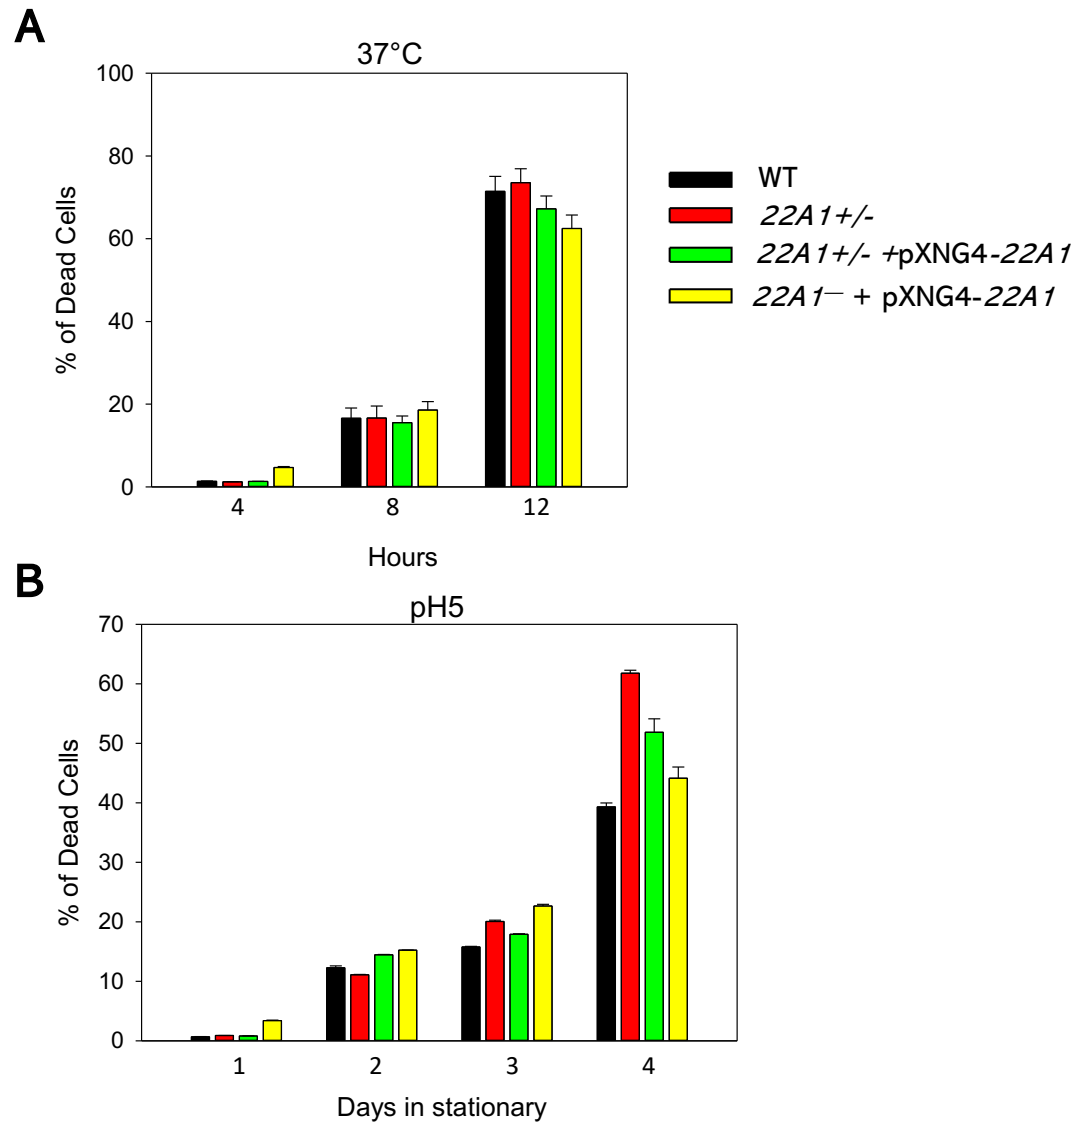 A
37°C
100
80
60
40
20
0
% of Dead Cells
4 8 12
Hours
WT
22A1+/-
22A1+/- +pXNG4-22A1
22A1— + pXNG4-22A1
B
pH5
70
60
50
40
30
20
10
0
% of Dead Cells
1 2 3 4
Days in stationary